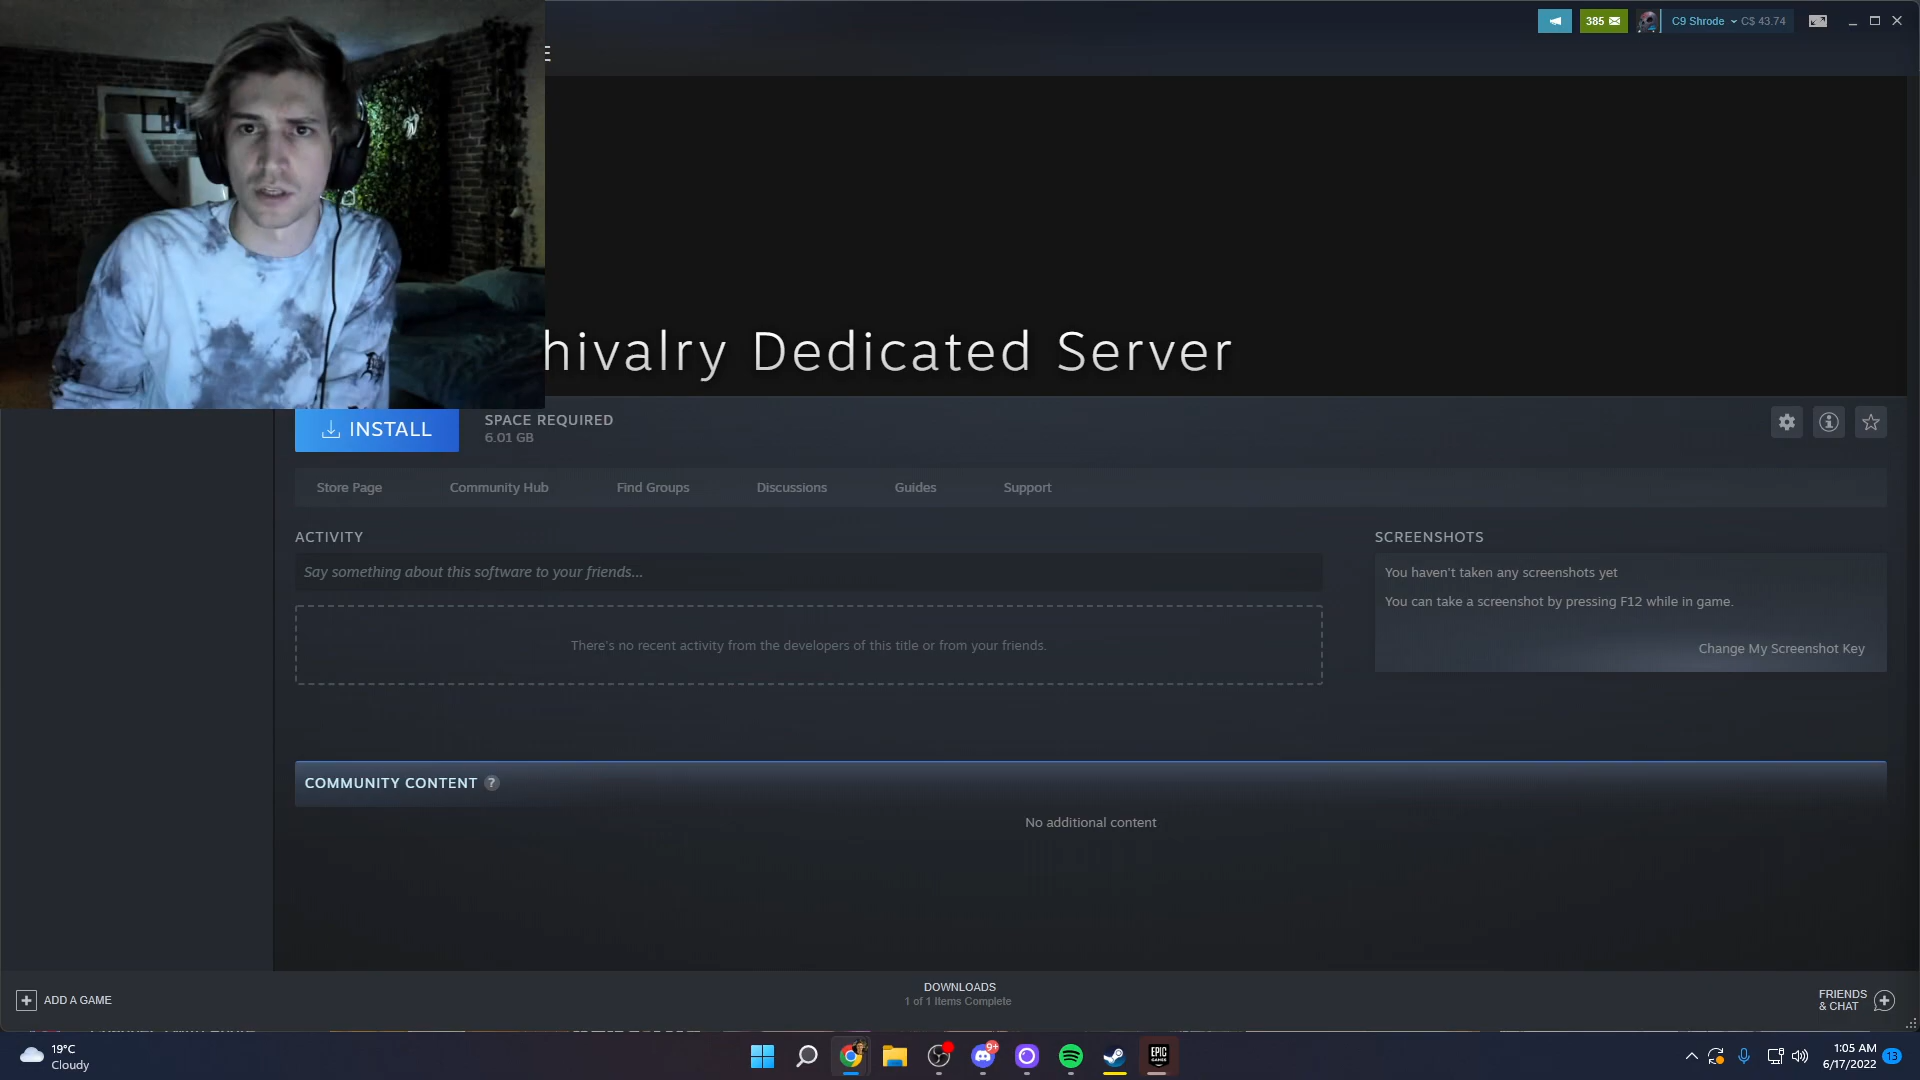 385
C9 Shrode
C$ 43.74
hivalry Dedicated Server
INSTALL
SPACE REQUIRED
6.01 GB
Store Page
Community Hub
Find Groups
Discussions
Guides
Support
ACTIVITY
Say something about this software to your friends...
There's no recent activity from the developers of this title or from your friends.
SCREENSHOTS
You haven't taken any screenshots yet
You can take a screenshot by pressing F12 while in game.
Change My Screenshot Key
COMMUNITY CONTENT ?
No additional content
ADD A GAME
DOWNLOADS
1 of 1 Items Complete
FRIENDS
& CHAT
19°C
Cloudy
9+
EPIC
GAMES
1:05 AM
6/17/2022
13